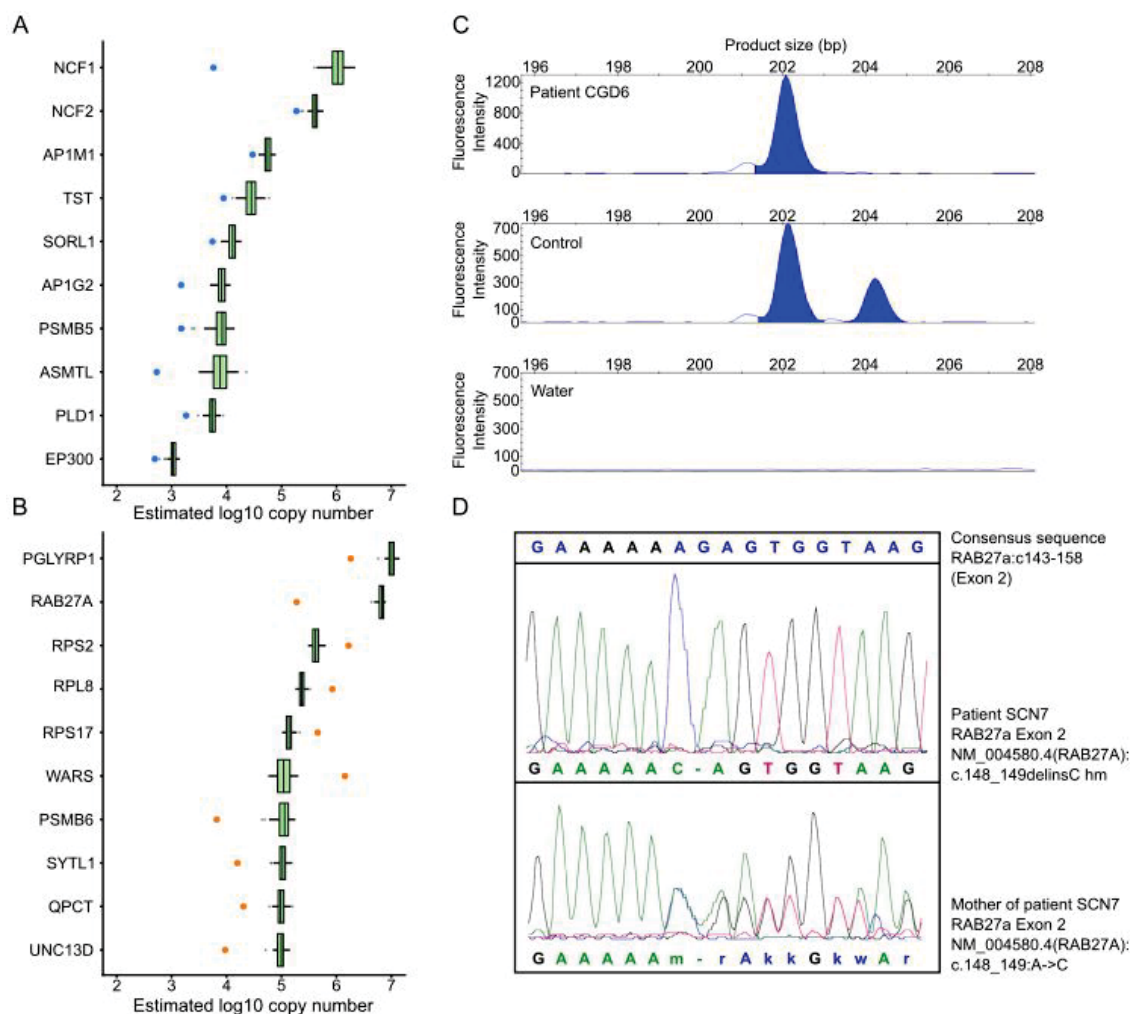 A
NCF1
NCF2
AP1M1
TST
SORL1
AP1G2
PSMB5
ASMTL
PLD1
EP300
2 3 4 5 6 7
Estimated log10 copy number
B
PGLYRP1
RAB27A
RPS2
RPL8
RPS17
WARS
PSMB6
SYTL1
QPCT
UNC13D
2 3 4 5 6 7
Estimated log10 copy number
C
Product size (bp)
196 198 200 202 204 206 208
Fluorescence
Intensity
1200
800
400
0
Patient CGD6
196 198 200 202 204 206 208
Fluorescence
Intensity
700
500
300
100
0
Control
196 198 200 202 204 206 208
Fluorescence
Intensity
700
500
300
100
0
Water
D
G A A A A A A G A G T G G T A A G
Consensus sequence
RAB27a:c143-158
(Exon 2)
G A A A A A C - A G T G G T A A G
Patient SCN7
RAB27a Exon 2
NM_004580.4(RAB27A):
c.148_149delinsC hm
G A A A A A m - r A k k G k w A r
Mother of patient SCN7
RAB27a Exon 2
NM_004580.4(RAB27A):
c.148_149:A->C